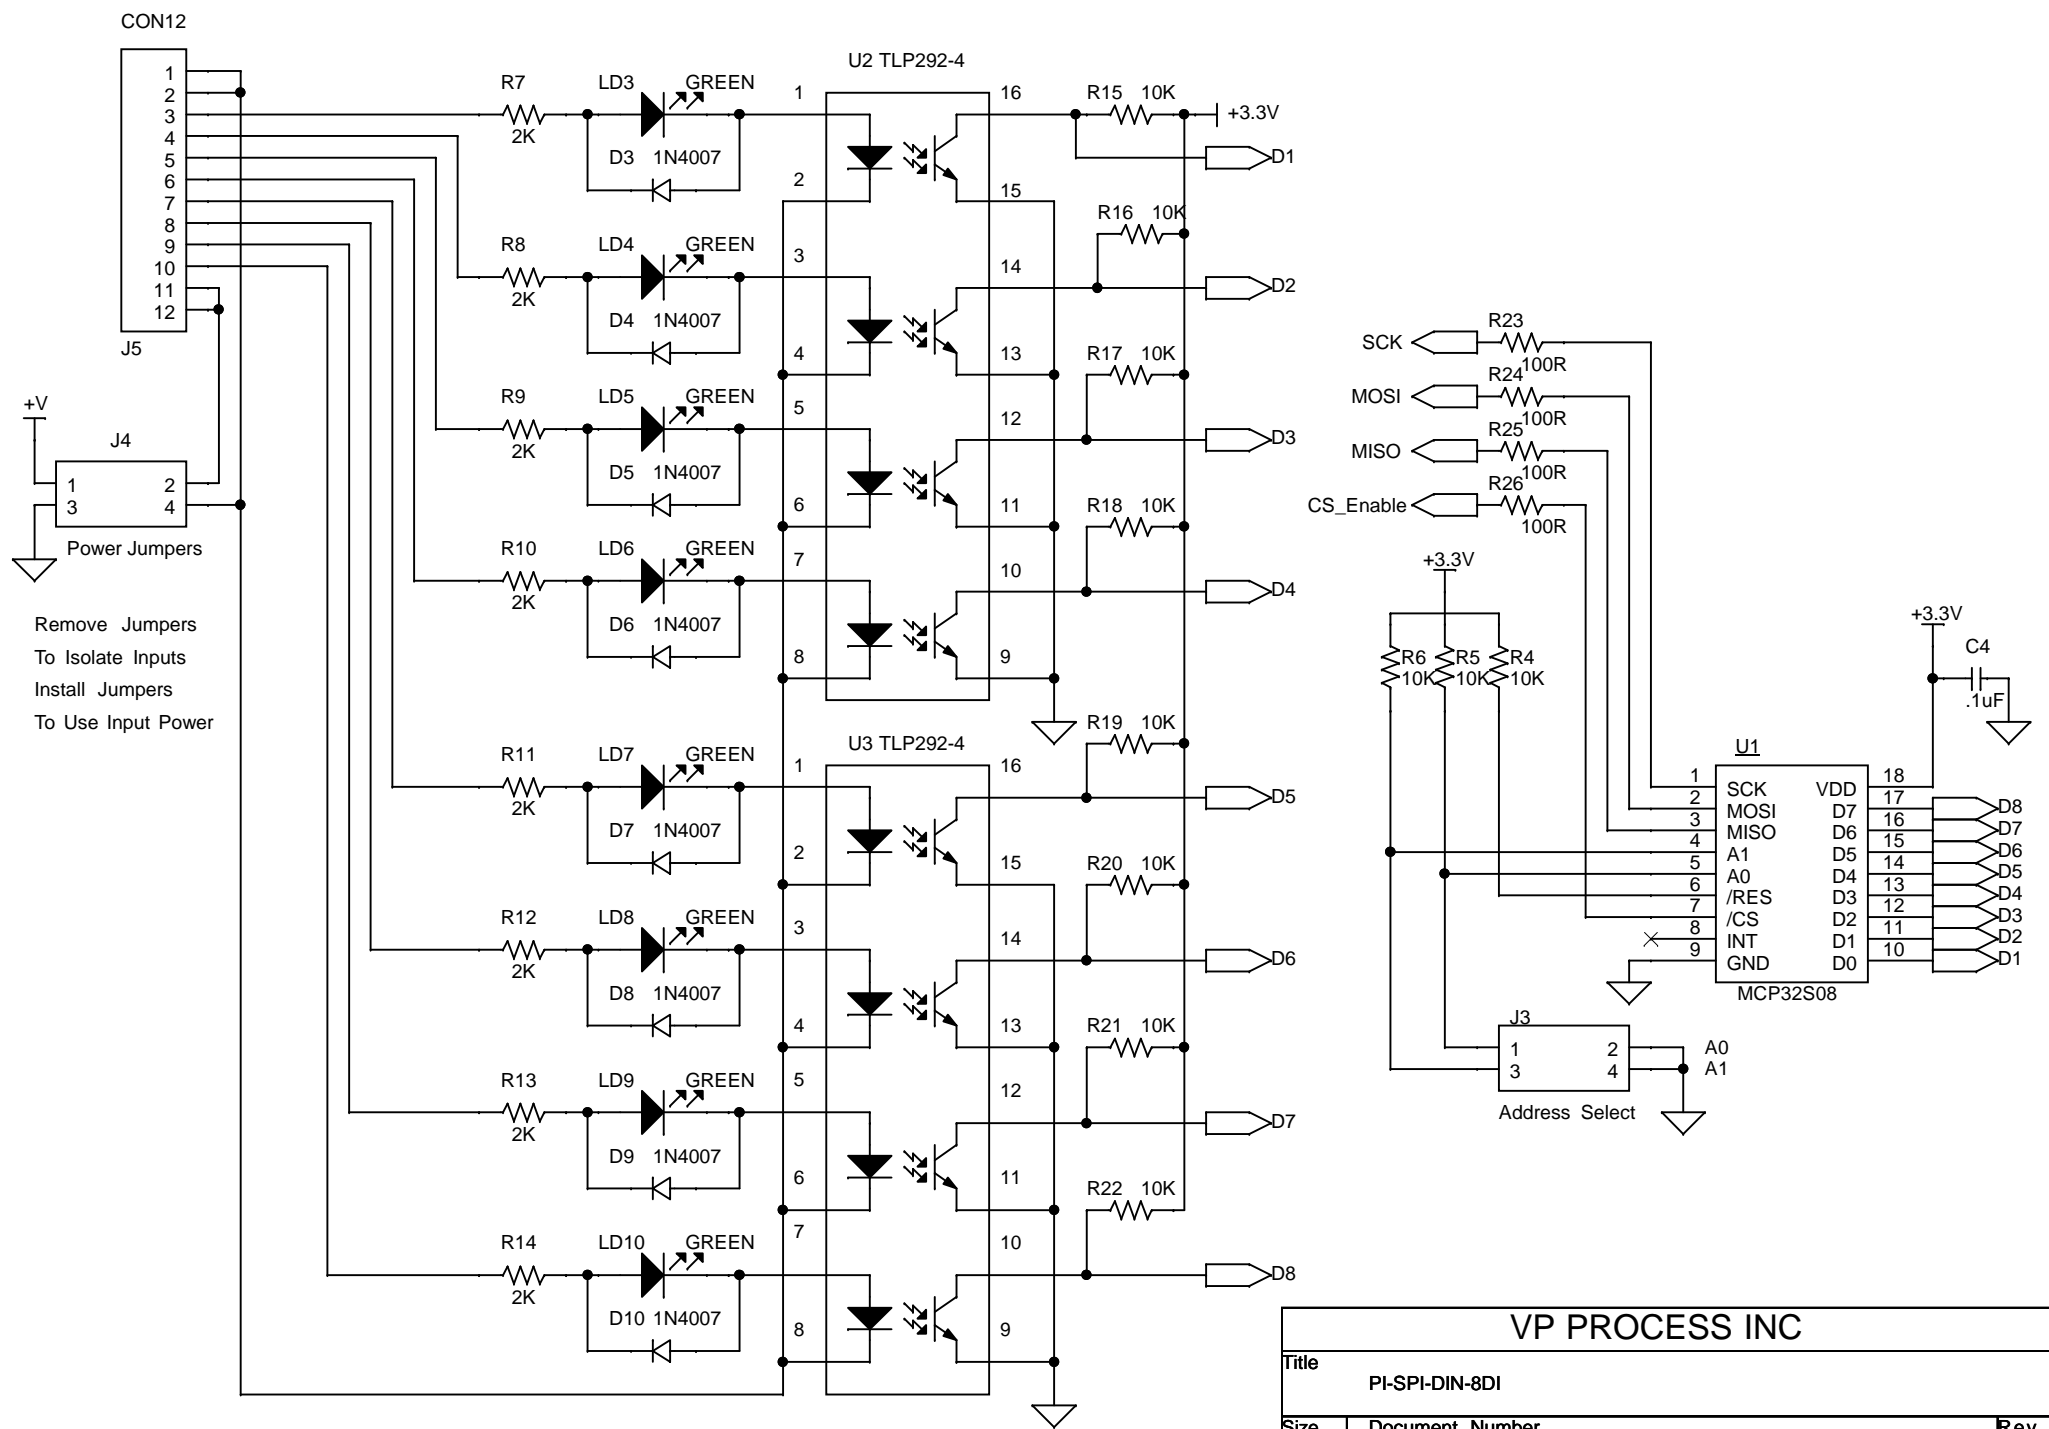 CON12
1
2
3
4
5
6
7
8
9
10
11
12
J5
+V
J4
1 2
3 4
Power Jumpers
Remove Jumpers
To Isolate Inputs
Install Jumpers
To Use Input Power
R7 LD3 GREEN
2K D3 1N4007
R8 LD4 GREEN
2K D4 1N4007
R9 LD5 GREEN
2K D5 1N4007
R10 LD6 GREEN
2K D6 1N4007
R11 LD7 GREEN
2K D7 1N4007
R12 LD8 GREEN
2K D8 1N4007
R13 LD9 GREEN
2K D9 1N4007
R14 LD10 GREEN
2K D10 1N4007
U2 TLP292-4
1 16
2 15
3 14
4 13
5 12
6 11
7 10
8 9
U3 TLP292-4
1 16
2 15
3 14
4 13
5 12
6 11
7 10
8 9
R15 10K
+3.3V
D1
R16 10K
D2
R17 10K
D3
R18 10K
D4
R19 10K
D5
R20 10K
D6
R21 10K
D7
R22 10K
D8
SCK R23
100R
MOSI R24
100R
MISO R25
100R
CS_Enable R26
100R
+3.3V
R6 R5 R4
10K 10K 10K
+3.3V
C4
.1uF
U1
1 SCK VDD 18
2 MOSI D7 17 D8
3 MISO D6 16 D7
4 A1 D5 15 D6
5 A0 D4 14 D5
6 /RES D3 13 D4
7 /CS D2 12 D3
8 INT D1 11 D2
9 GND D0 10 D1
MCP32S08
J3
1 2 A0
3 4 A1
Address Select
VP PROCESS INC
Title
PI-SPI-DIN-8DI
Size Document Number Rev